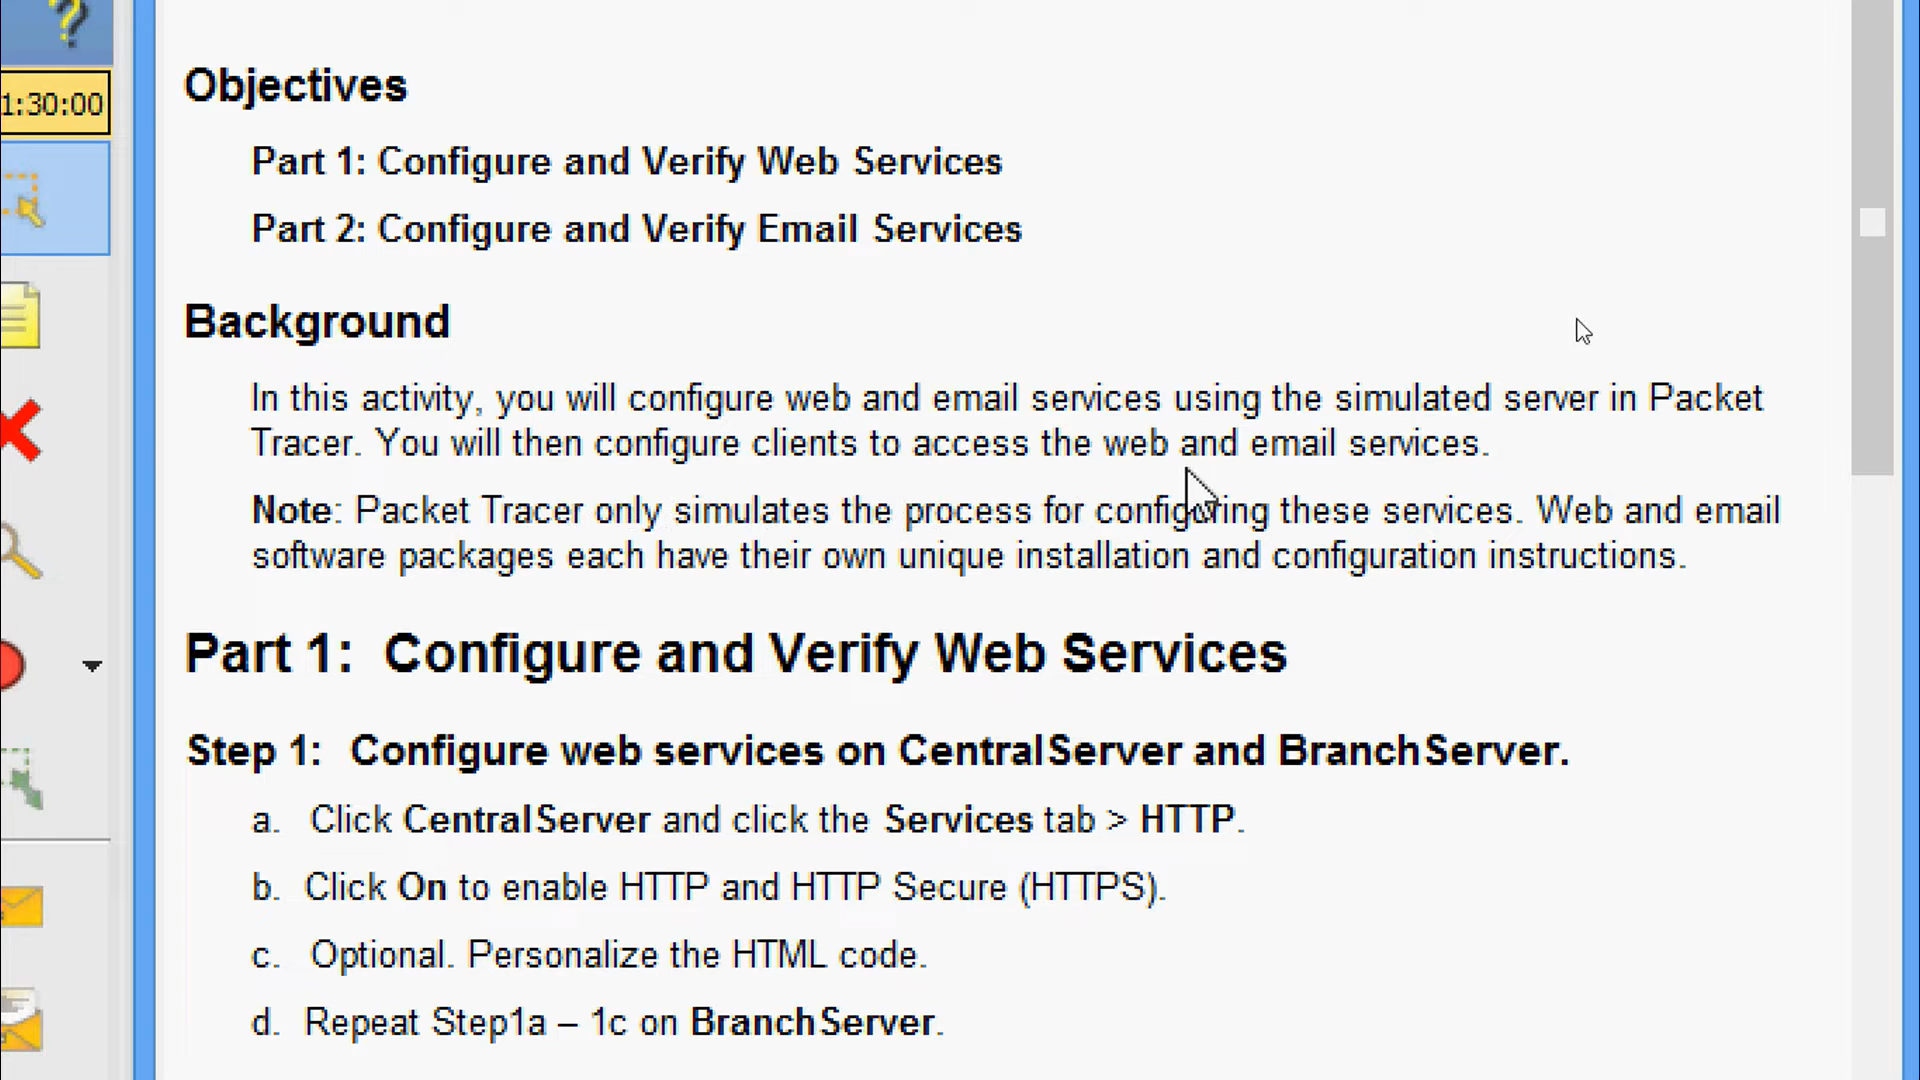 ?
1:30:00
Objectives
Part 1: Configure and Verify Web Services
Part 2: Configure and Verify Email Services
Background
In this activity, you will configure web and email services using the simulated server in Packet
Tracer. You will then configure clients to access the web and email services.
Note: Packet Tracer only simulates the process for configuring these services. Web and email
software packages each have their own unique installation and configuration instructions.
Part 1: Configure and Verify Web Services
Step 1: Configure web services on CentralServer and BranchServer.
a. Click CentralServer and click the Services tab > HTTP.
b. Click On to enable HTTP and HTTP Secure (HTTPS).
c. Optional. Personalize the HTML code.
d. Repeat Step1a – 1c on BranchServer.